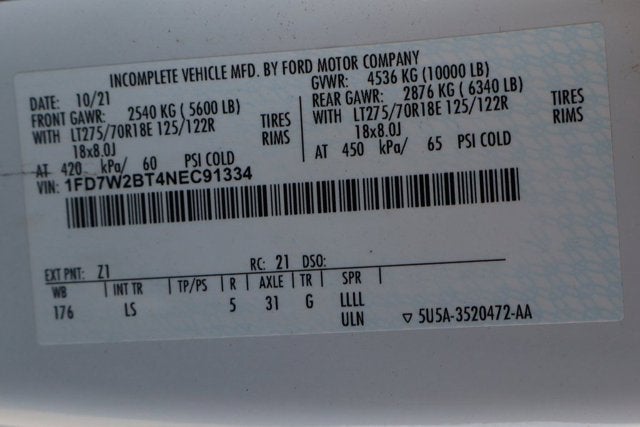 INCOMPLETE VEHICLE MFD. BY FORD MOTOR COMPANY
DATE: 10/21 GVWR: 4536 KG (10000 LB)
FRONT GAWR: 2540 KG ( 5600 LB) REAR GAWR: 2876 KG ( 6340 LB)
WITH LT275/70R18E 125/122R TIRES WITH LT275/70R18E 125/122R TIRES
18x8.0J RIMS 18x8.0J RIMS
AT 420 kPa/ 60 PSI COLD AT 450 kPa/ 65 PSI COLD
VIN: 1FD7W2BT4NEC91334
EXT PNT: Z1 RC: 21 DSO:
WB INT TR TP/PS R AXLE TR SPR
176 LS 5 31 G LLLL
ULN ▽ 5U5A-3520472-AA